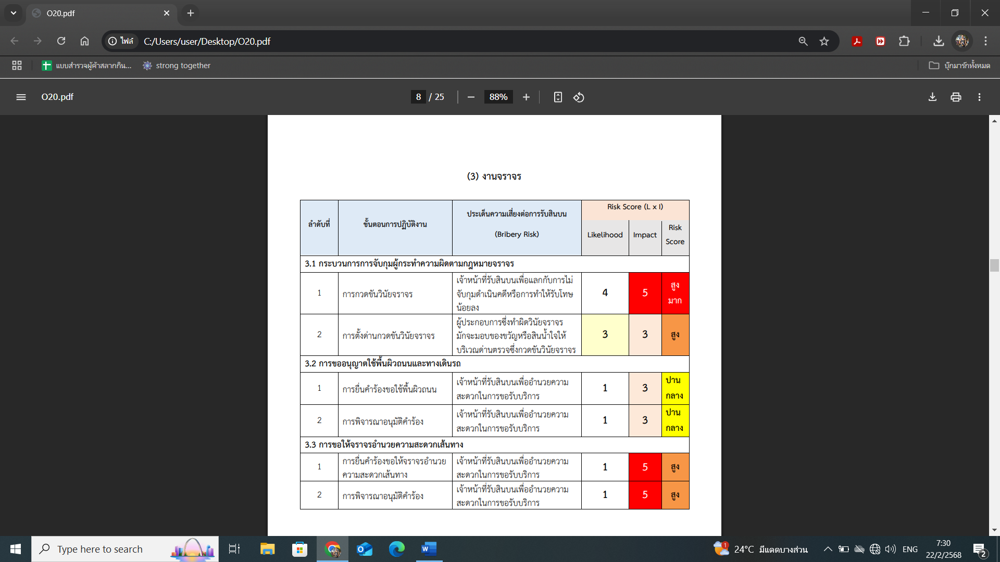 O20.pdf
ไฟล์
C:/Users/user/Desktop/O20.pdf
แบบสำรวจผู้ค้าสลากกิน...
strong together
บุ๊กมาร์กทั้งหมด
O20.pdf
8 / 25
88%
(3) งานจราจร
ลำดับที่
ขั้นตอนการปฏิบัติงาน
ประเด็นความเสี่ยงต่อการรับสินบน
(Bribery Risk)
Risk Score (L x I)
Likelihood
Impact
Risk
Score
3.1 กระบวนการการจับกุมผู้กระทำความผิดตามกฎหมายจราจร
1
การกวดขันวินัยจราจร
เจ้าหน้าที่รับสินบนเพื่อแลกกับการไม่
จับกุมดำเนินคดีหรือการทำให้รับโทษ
น้อยลง
4
5
สูง
มาก
2
การตั้งด่านกวดขันวินัยจราจร
ผู้ประกอบการซึ่งทำผิดวินัยจราจร
มักจะมอบของขวัญหรือสินน้ำใจให้
บริเวณด่านตรวจซึ่งกวดขันวินัยจราจร
3
3
สูง
3.2 การขออนุญาตใช้พื้นผิวถนนและทางเดินรถ
1
การยื่นคำร้องขอใช้พื้นผิวถนน
เจ้าหน้าที่รับสินบนเพื่ออำนวยความ
สะดวกในการขอรับบริการ
1
3
ปาน
กลาง
2
การพิจารณาอนุมัติคำร้อง
เจ้าหน้าที่รับสินบนเพื่ออำนวยความ
สะดวกในการขอรับบริการ
1
3
ปาน
กลาง
3.3 การขอให้จราจรอำนวยความสะดวกเส้นทาง
1
การยื่นคำร้องขอให้จราจรอำนวย
ความสะดวกเส้นทาง
เจ้าหน้าที่รับสินบนเพื่ออำนวยความ
สะดวกในการขอรับบริการ
1
5
สูง
2
การพิจารณาอนุมัติคำร้อง
เจ้าหน้าที่รับสินบนเพื่ออำนวยความ
สะดวกในการขอรับบริการ
1
5
สูง
Type here to search
1
24°C มีแดดบางส่วน
ENG
7:30
22/2/2568
2